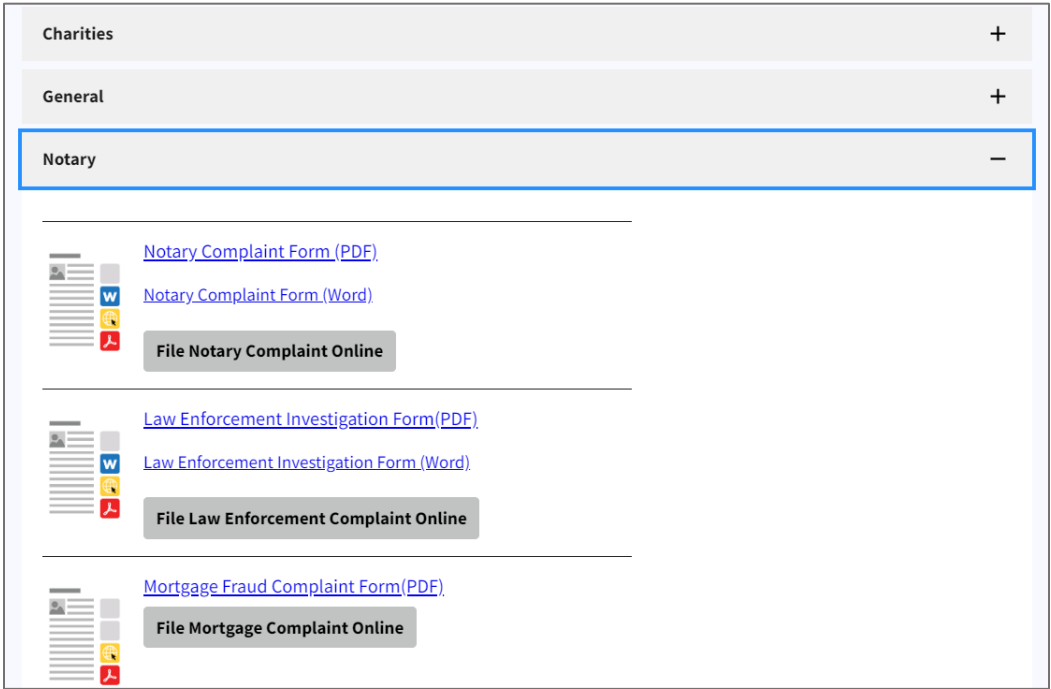 Charities
General
Notary
Notary Complaint Form (PDF)
Notary Complaint Form (Word)
File Notary Complaint Online
Law Enforcement Investigation Form(PDF)
Law Enforcement Investigation Form (Word)
File Law Enforcement Complaint Online
Mortgage Fraud Complaint Form(PDF)
File Mortgage Complaint Online